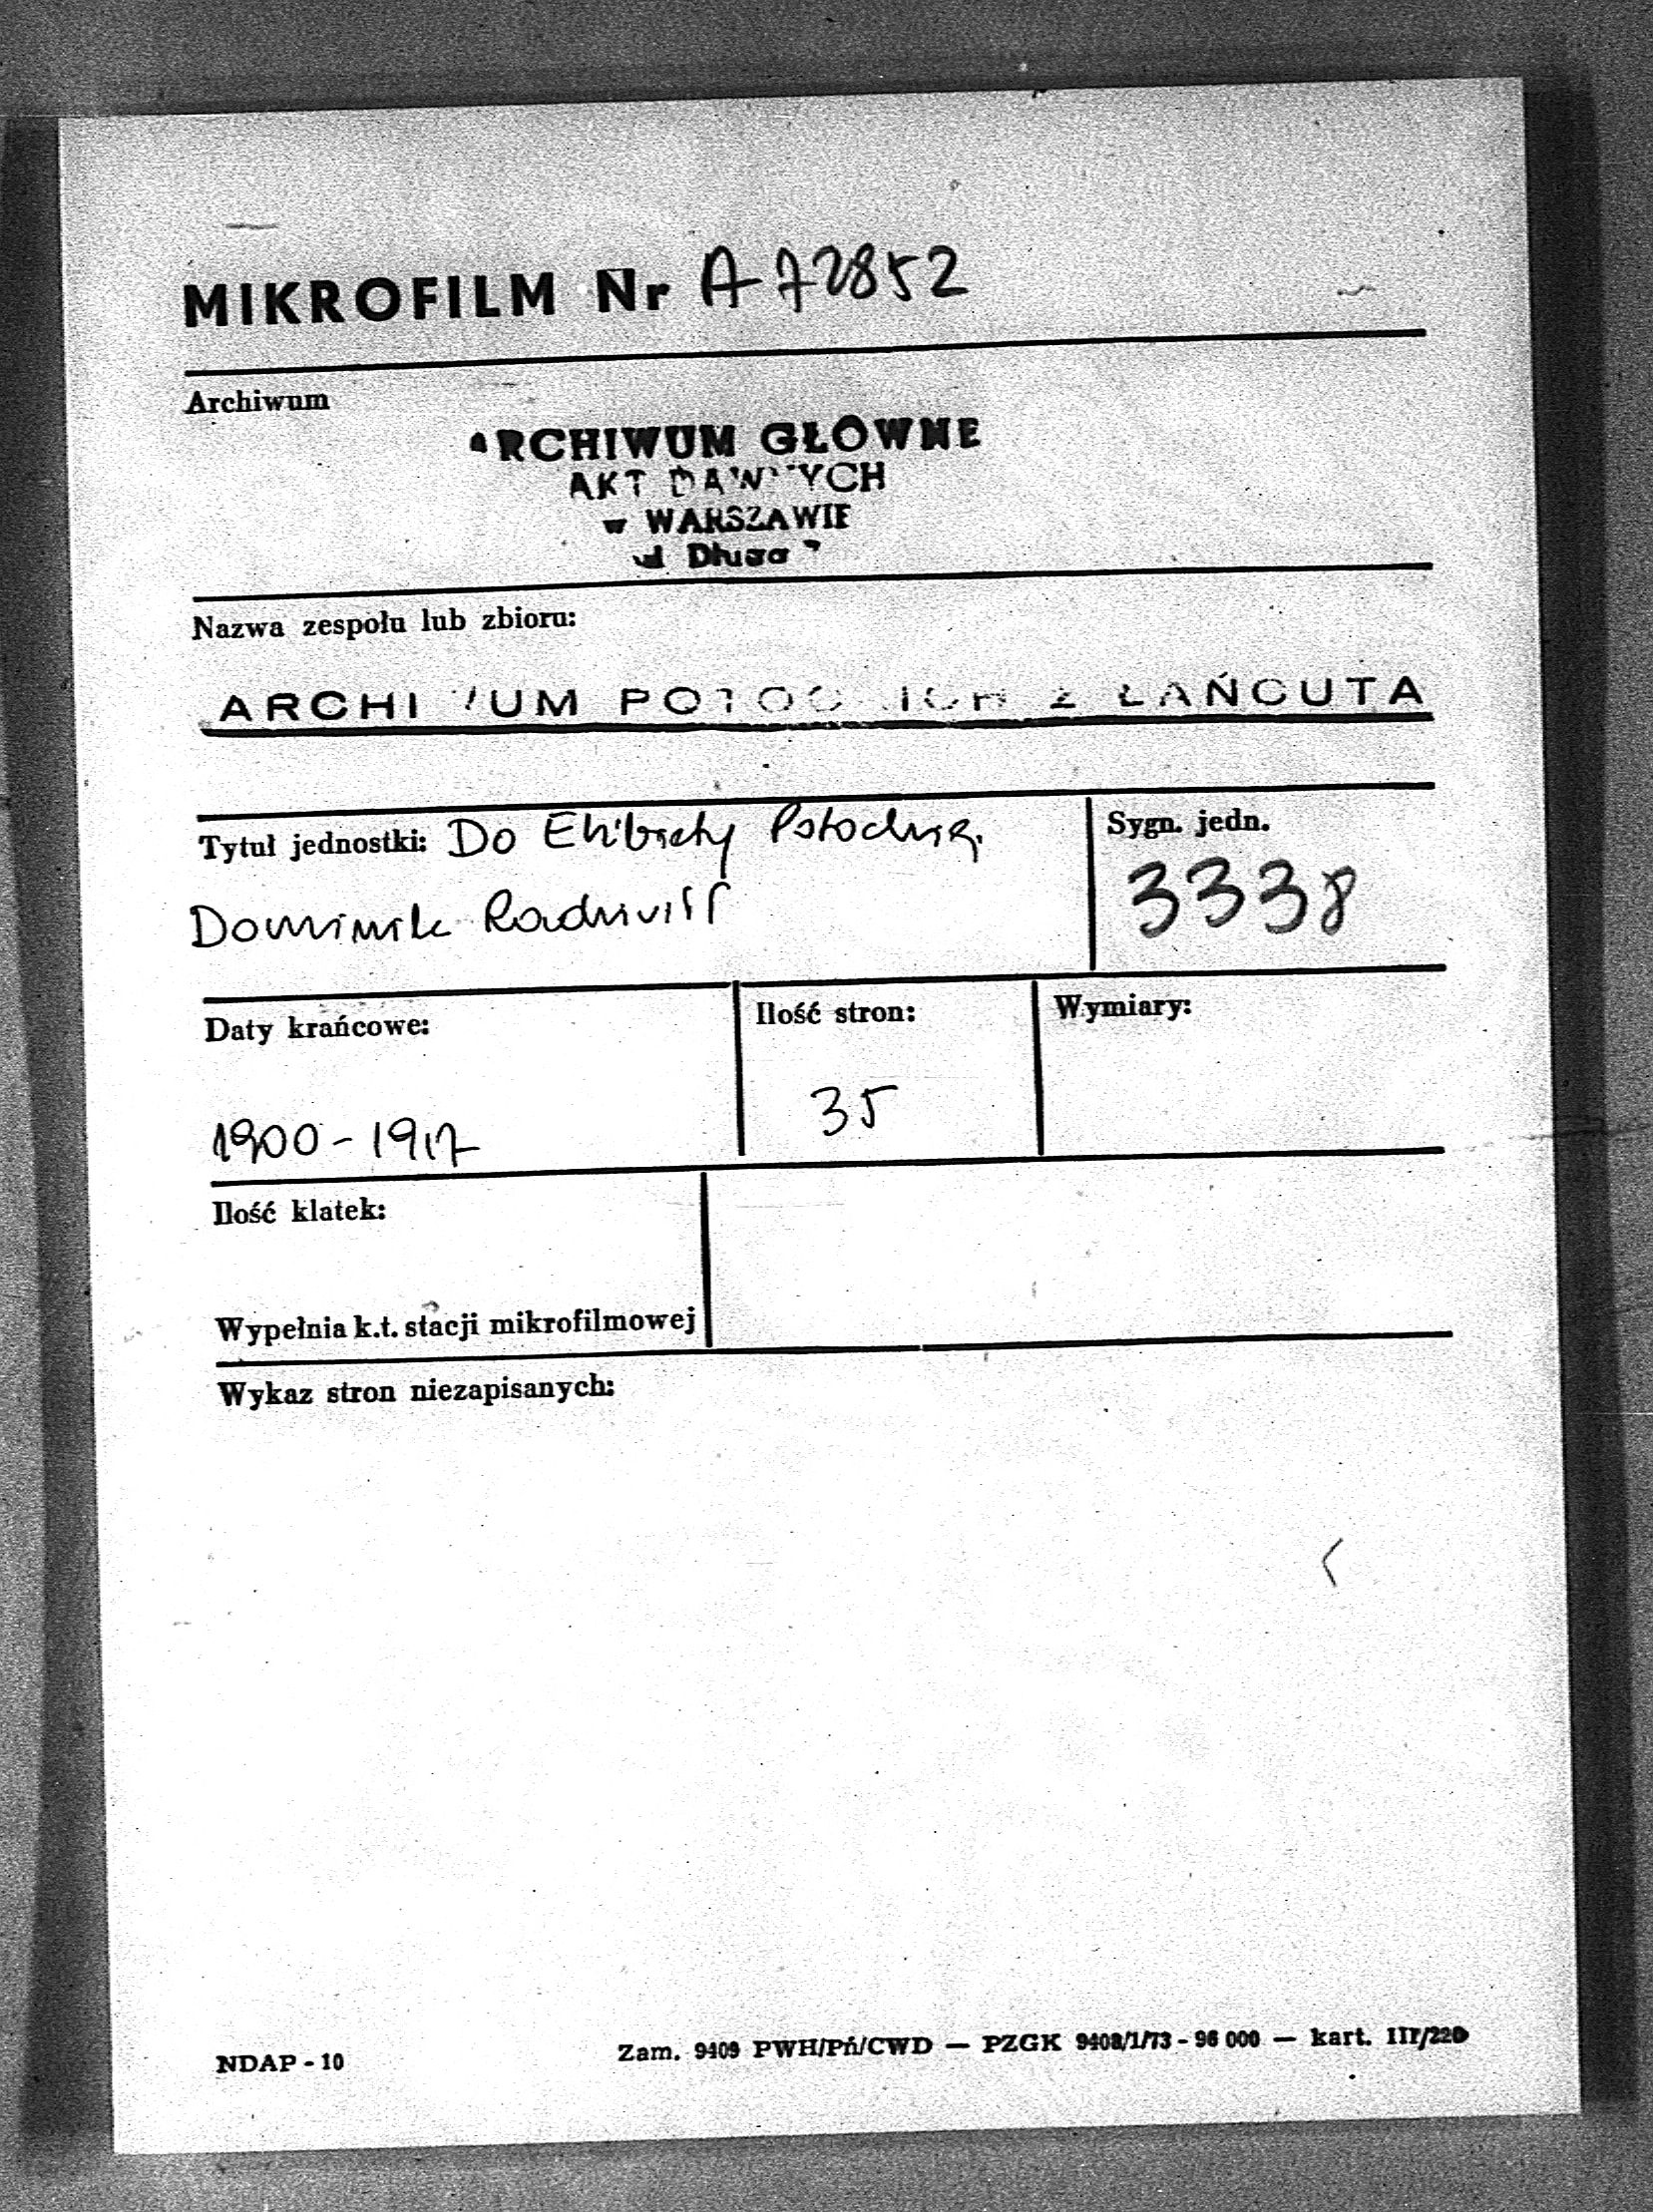 MIKROFILM Nr A-72852
Archiwum
ARCHIWUM GŁOWNE
AKT DAWNYCH
w WARSZAWIE
ul Długa 7
Nazwa zespołu lub zbioru:
ARCHIWUM POTOCKICH Z ŁAŃCUTA
Tytuł jednostki: Do Elżbiety Potockiej.
Dominik Radziwiłł
Sygn. jedn.
3338
Daty krańcowe:
1900-1917
Ilość stron:
35
Wymiary:
Ilość klatek:
Wypełnia k.t. stacji mikrofilmowej
Wykaz stron niezapisanych:
NDAP - 10
Zam. 9409 PWH/Pń/CWD — PZGK 9408/1/73 - 96 000 — kart. III/220